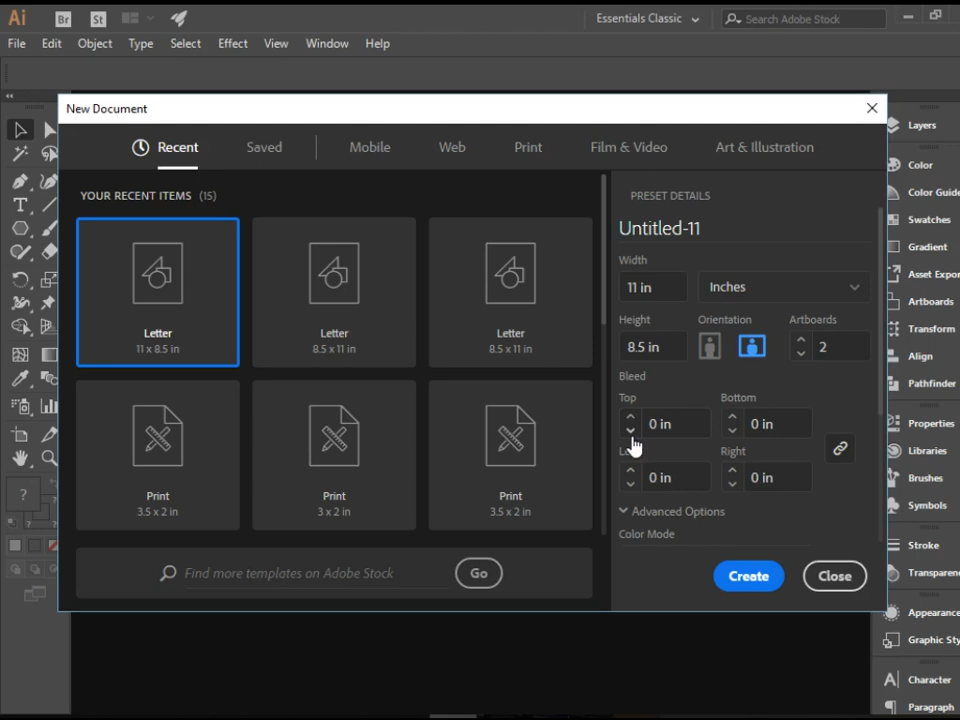 Ai Br St Essentials Classic Search Adobe Stock
File Edit Object Type Select Effect View Window Help
New Document
Recent Saved Mobile Web Print Film & Video Art & Illustration
YOUR RECENT ITEMS (15)
Letter
11 x 8.5 in
Letter
8.5 x 11 in
Letter
8.5 x 11 in
Print
3.5 x 2 in
Print
3 x 2 in
Print
3.5 x 2 in
Find more templates on Adobe Stock Go
PRESET DETAILS
Untitled-11
Width
11 in Inches
Height Orientation Artboards
8.5 in 2
Bleed
Top Bottom
0 in 0 in
Right
0 in 0 in
Advanced Options
Color Mode
Create Close
Layers
Color
Color Guide
Swatches
Gradient
Asset Expor
Artboards
Transform
Align
Pathfinder
Properties
Libraries
Brushes
Symbols
Stroke
Transparen
Appearance
Graphic Sty
Character
Paragraph